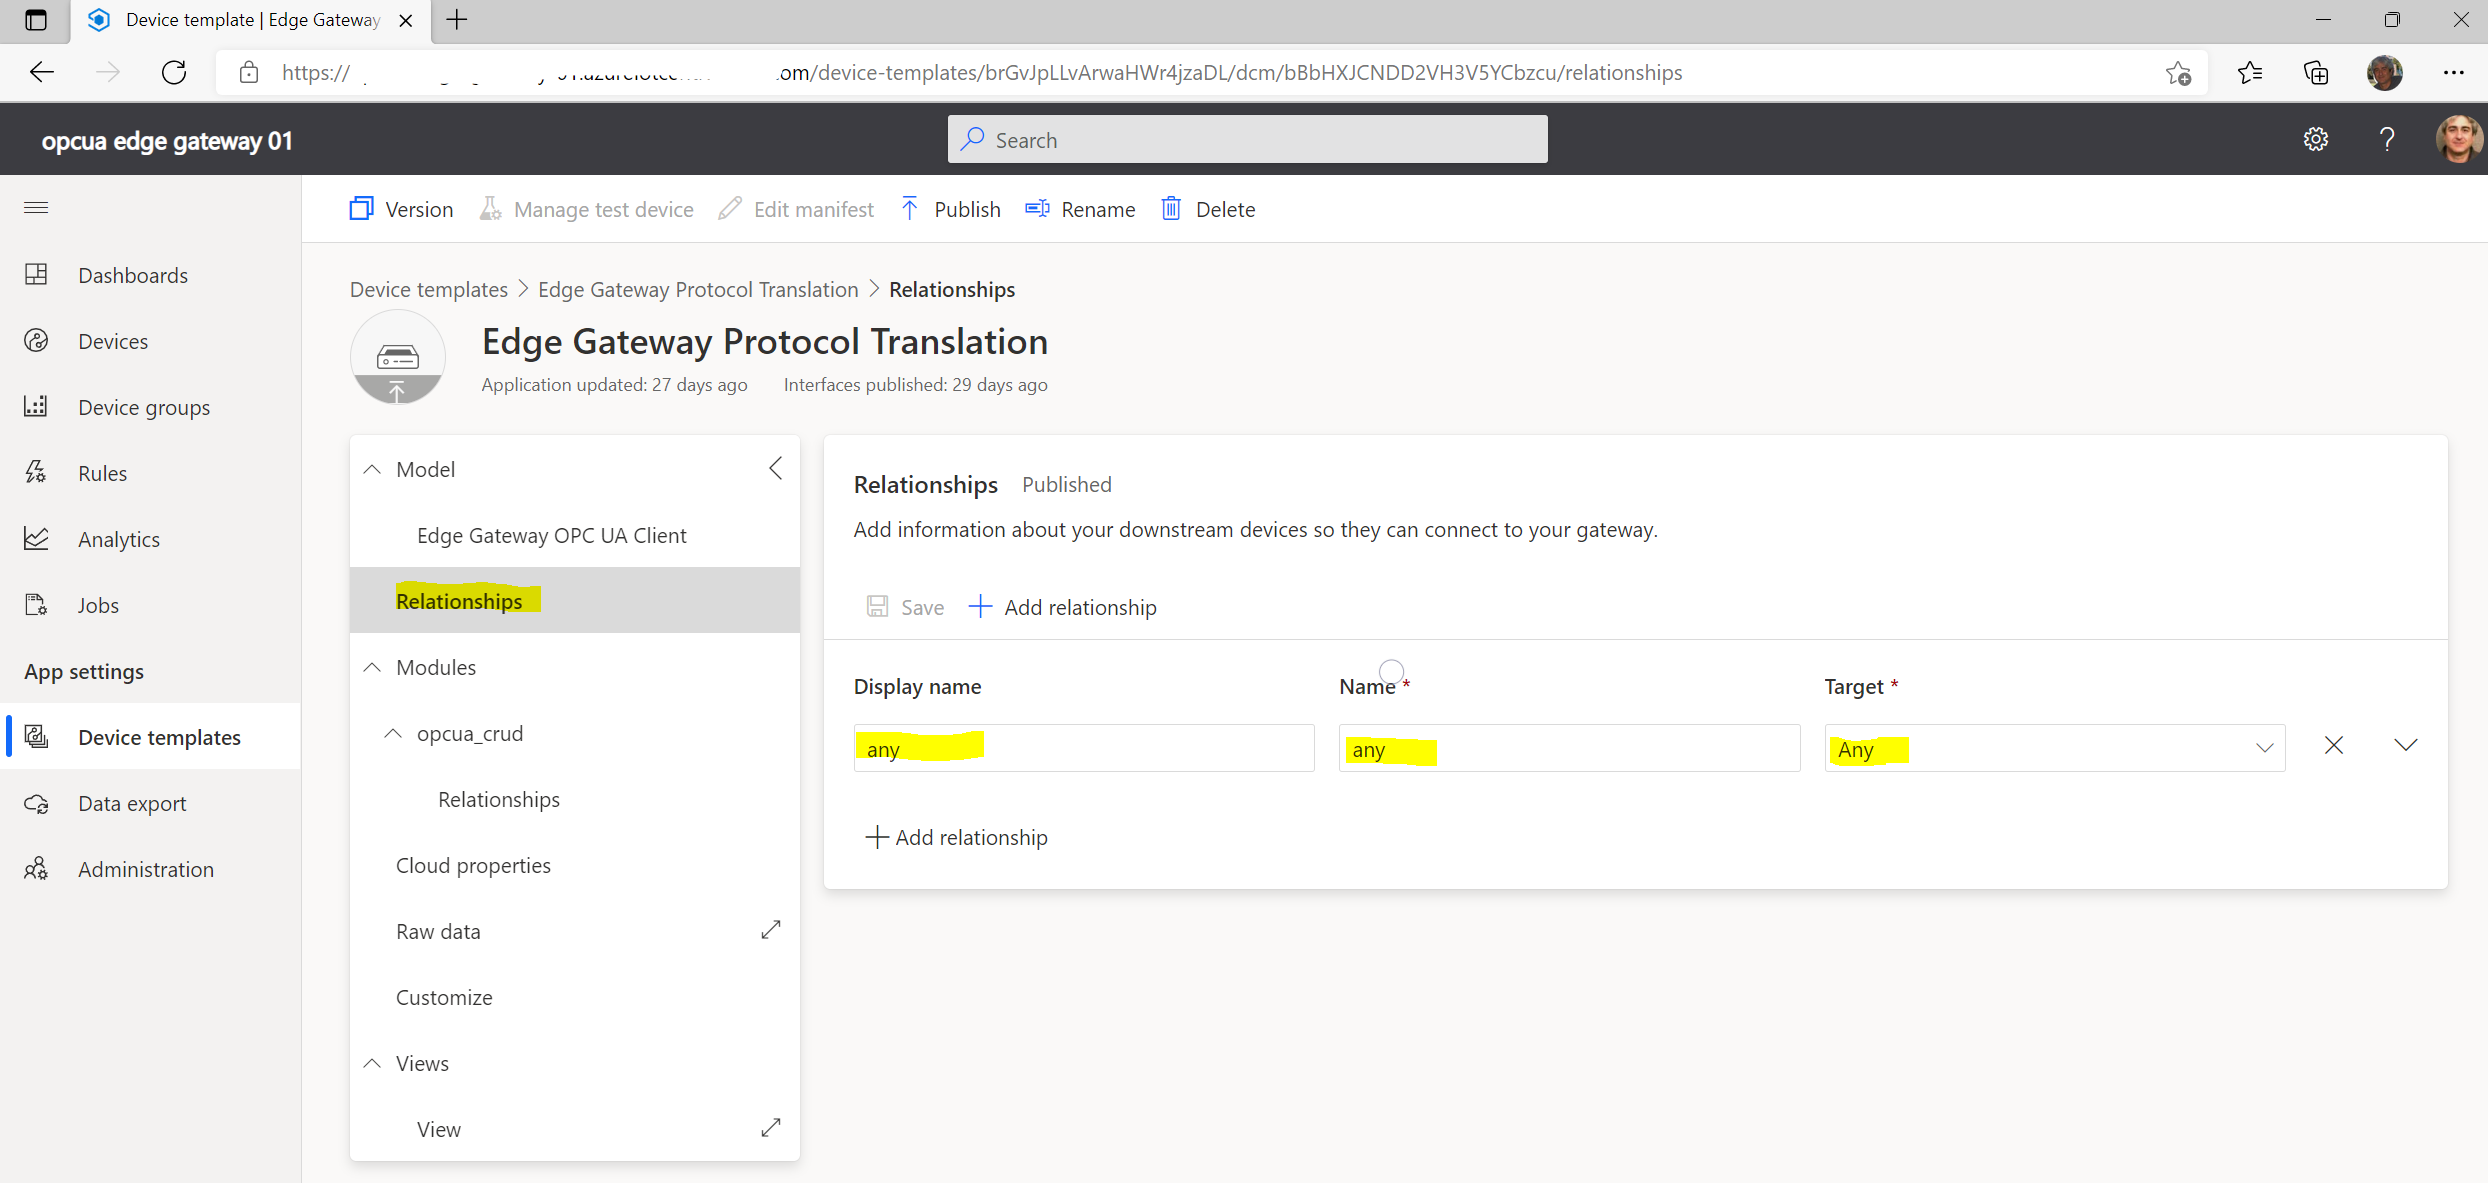 Device template | Edge Gateway
https:// om/device-templates/brGvJpLLvArwaHWr4jzaDL/dcm/bBbHXJCNDD2VH3V5YCbzcu/relationships
opcua edge gateway 01
Search
Version Manage test device Edit manifest Publish Rename Delete
Dashboards
Devices
Device groups
Rules
Analytics
Jobs
App settings
Device templates
Data export
Administration
Device templates > Edge Gateway Protocol Translation > Relationships
Edge Gateway Protocol Translation
Application updated: 27 days ago Interfaces published: 29 days ago
Model
Edge Gateway OPC UA Client
Relationships
Modules
opcua_crud
Relationships
Cloud properties
Raw data
Customize
Views
View
Relationships Published
Add information about your downstream devices so they can connect to your gateway.
Save Add relationship
Display name Name * Target *
any any Any
Add relationship